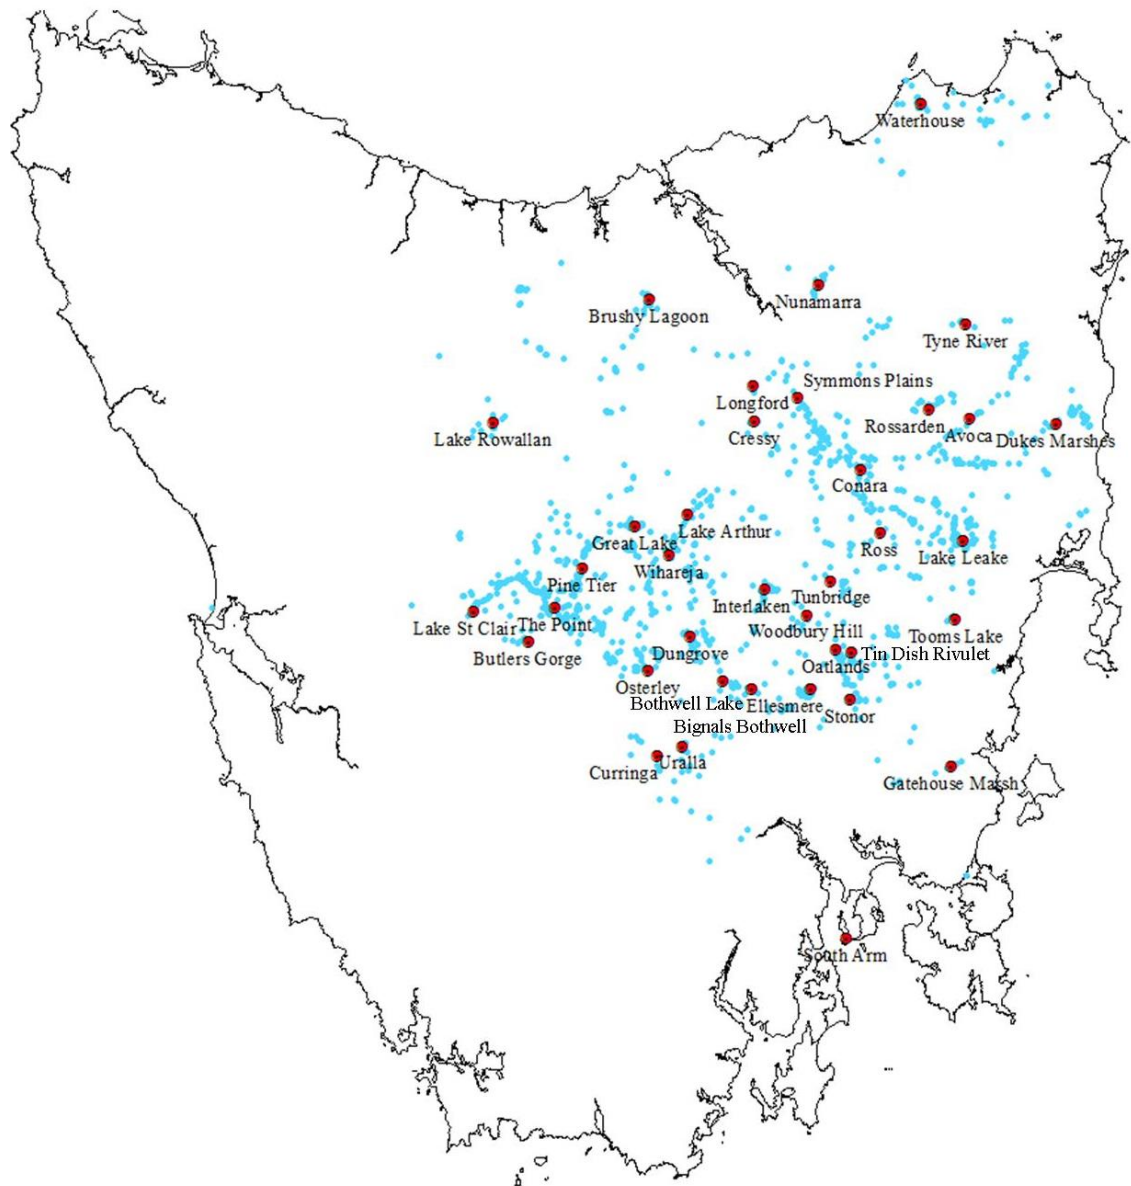 Waterhouse
Nunamarra
Brushy Lagoon
Tyne River
Symmons Plains
Longford
Rossarden
Avoca
Dukes Marshes
Lake Rowallan
Cressy
Conara
Lake Arthur
Great Lake
Ross
Lake Leake
Wihareja
Pine Tier
Tunbridge
Interlaken
Lake St Clair
The Point
Woodbury Hill
Tooms Lake
Butlers Gorge
Dungrove
Oatlands
Tin Dish Rivulet
Osterley
Bothwell Lake
Ellesmere
Stonor
Bignals Bothwell
Uralla
Curringa
Gatehouse Marsh
South Arm